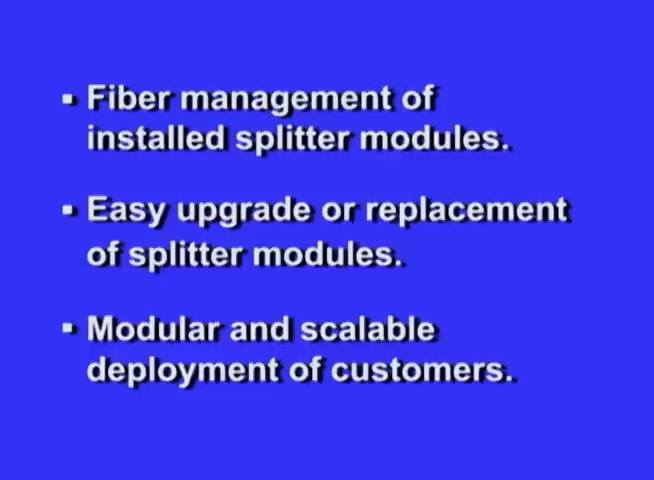 ▪ Fiber management of
installed splitter modules.
▪ Easy upgrade or replacement
of splitter modules.
▪ Modular and scalable
deployment of customers.